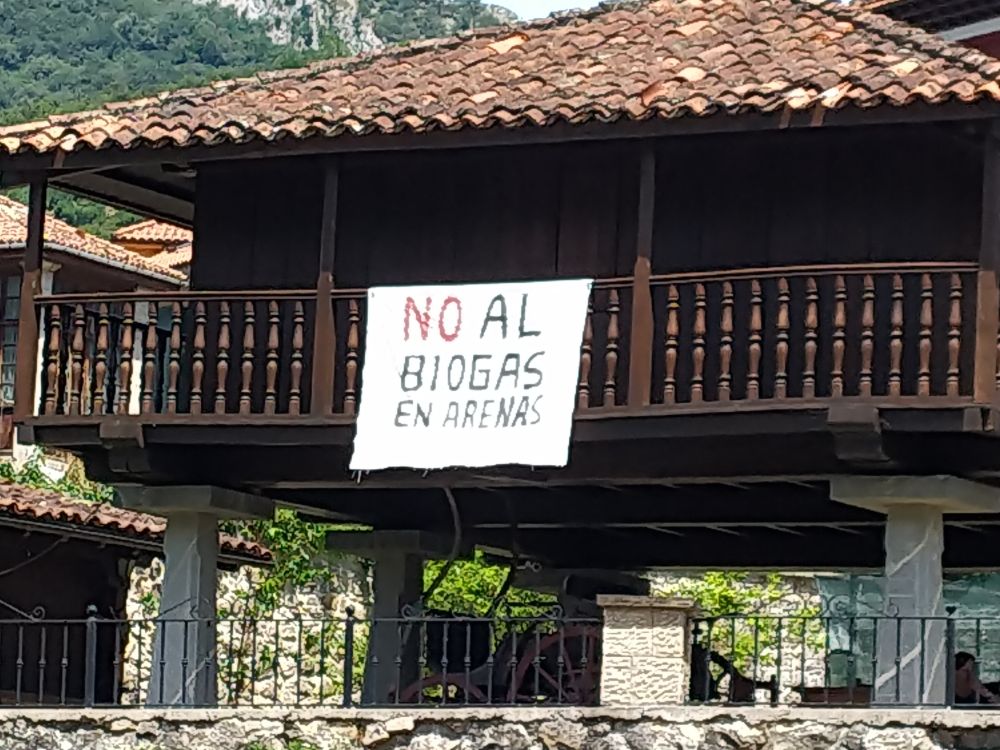 NO AL
BIOGAS
EN ARENAS